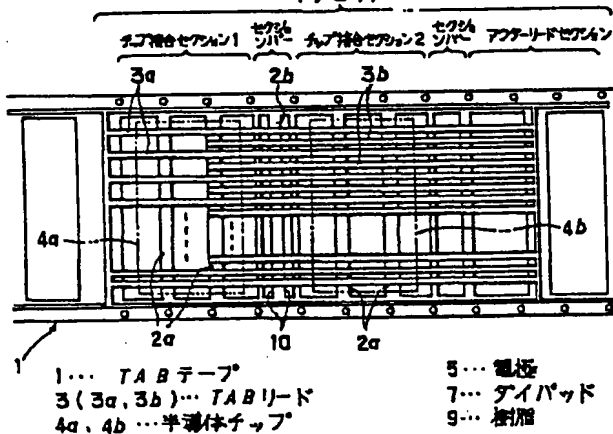 チップ接合セクション1 セクションバー チップ接合セクション2 セクションバー アウターリードセクション
3a 2b 3b
4a 4b
2a 1a 2a
1
1… TABテープ
3(3a,3b)… TABリード
4a, 4b …半導体チップ
5… 電極
7… ダイパッド
9… 樹脂